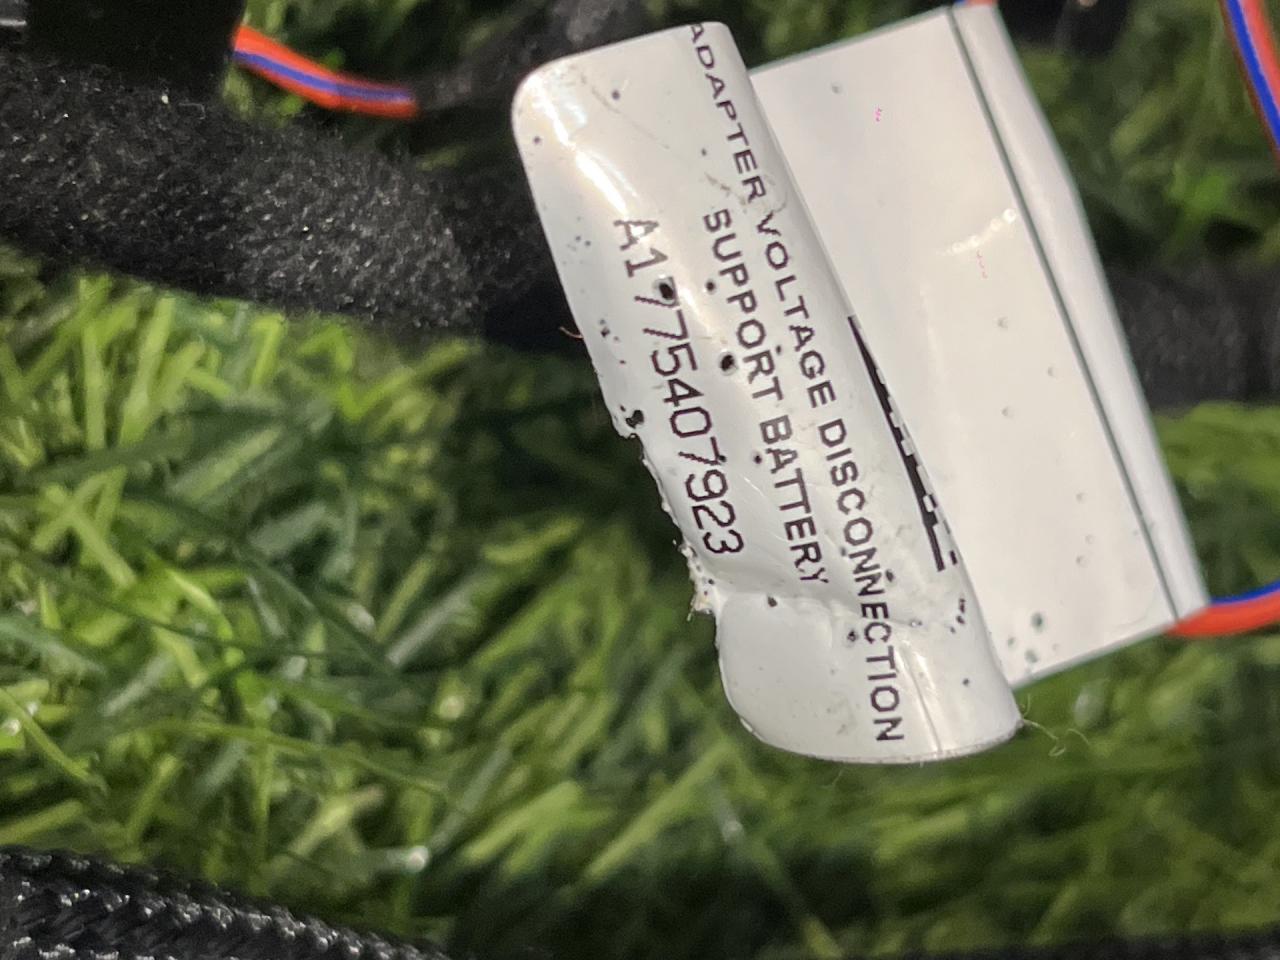 ADAPTER VOLTAGE DISCONNECTION
SUPPORT BATTERY
A1775407923